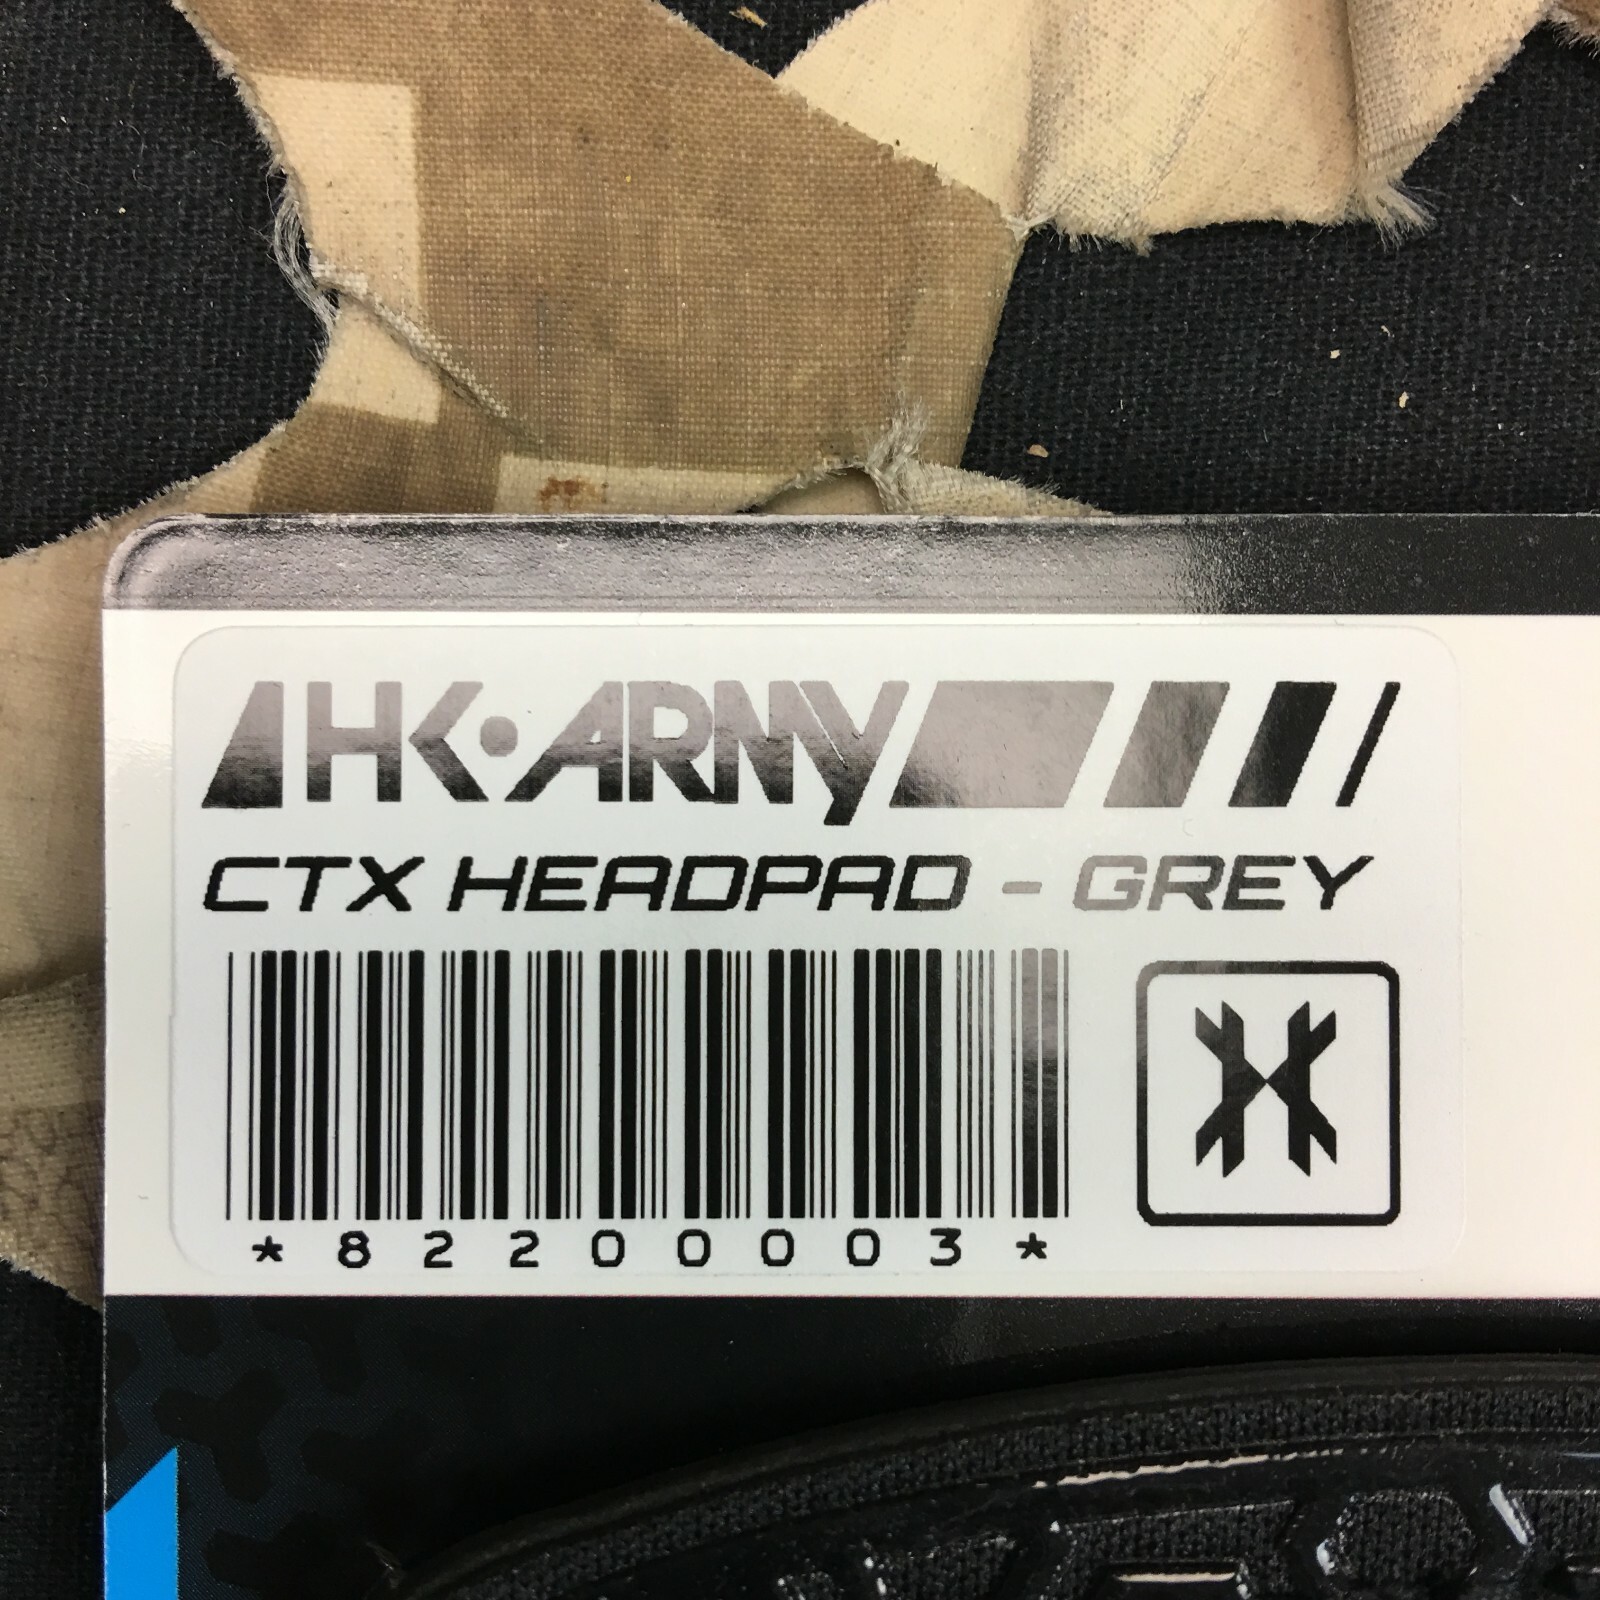 HK•ARMY
CTX HEADPAD - GREY
*82200003*